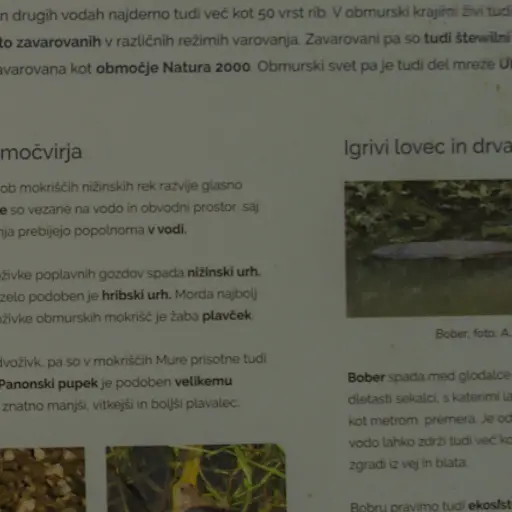 n drugih vodah najdemo tudi več kot 50 vrst rib. V obmurski krajini živi tudi
to zavarovanih v različnih režimih varovanja. Zavarovani pa so tudi številni
avarovana kot območje Natura 2000. Obmurski svet pa je tudi del mreže
močvirja
ob mokriščih nižinskih rek razvije glasno
e so vezane na vodo in obvodni prostor, saj
nja prebijejo popolnoma v vodi.
živke poplavnih gozdov spada nižinski urh,
zelo podoben je hribski urh. Morda najbolj
živke obmurskih mokrišč je žaba plavček.
dvoživk, pa so v mokriščih Mure prisotne tudi
Panonski pupek je podoben velikemu
znatno manjši, vitkejši in boljši plavalec.
Igrivi lovec in drva
Bober, foto: A.
Bober spada med glodalce
dletasti sekalci, s katerimi la
kot metrom premera. Je od
vodo lahko zdrži tudi več ko
zgradi iz vej in blata.
Bobru pravimo tudi ekosist